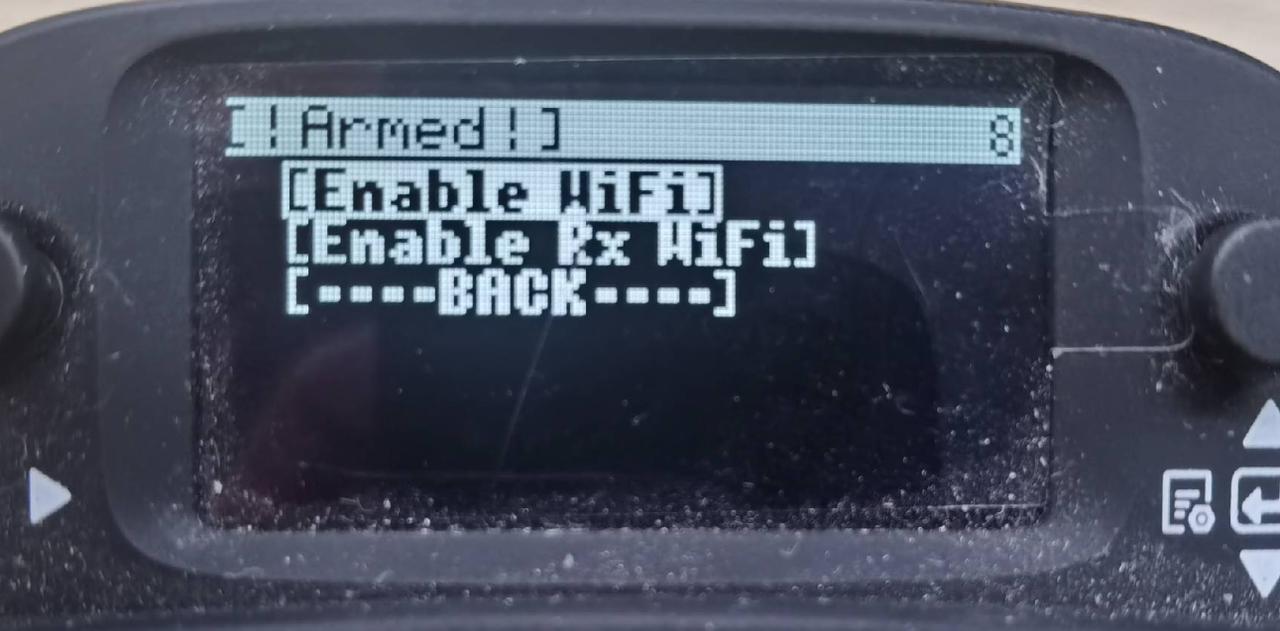 [!Armed!] 8
[Enable WiFi]
[Enable Rx WiFi]
[----BACK----]